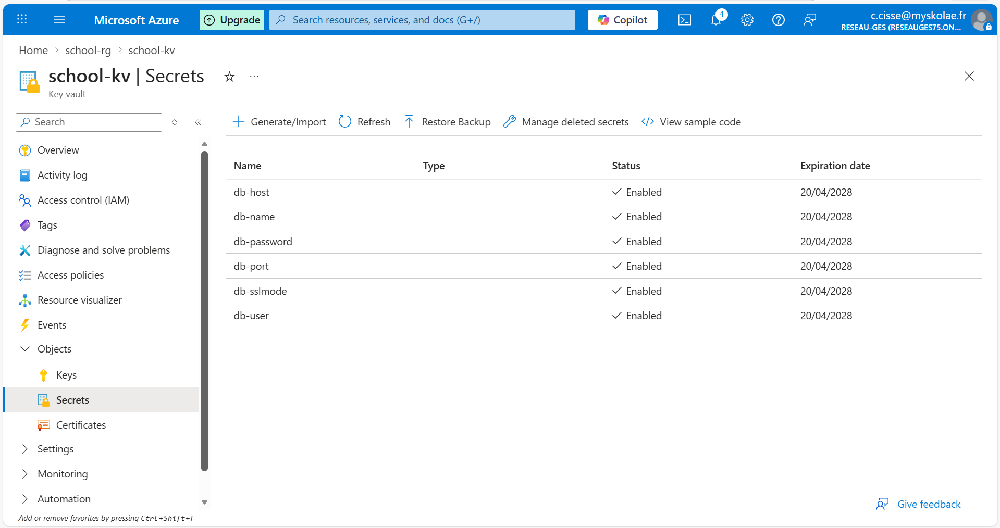 Microsoft Azure
Upgrade
Search resources, services, and docs (G+/)
Copilot
4
c.cisse@myskolae.fr
RESEAU-GES (RESEAUGES75.ON...
Home > school-rg > school-kv
school-kv | Secrets
Key vault
Search
Generate/Import
Refresh
Restore Backup
Manage deleted secrets
View sample code
Overview
Activity log
Access control (IAM)
Tags
Diagnose and solve problems
Access policies
Resource visualizer
Events
Objects
Keys
Secrets
Certificates
Settings
Monitoring
Automation
Add or remove favorites by pressing Ctrl+Shift+F
Name Type Status Expiration date
db-host Enabled 20/04/2028
db-name Enabled 20/04/2028
db-password Enabled 20/04/2028
db-port Enabled 20/04/2028
db-sslmode Enabled 20/04/2028
db-user Enabled 20/04/2028
Give feedback